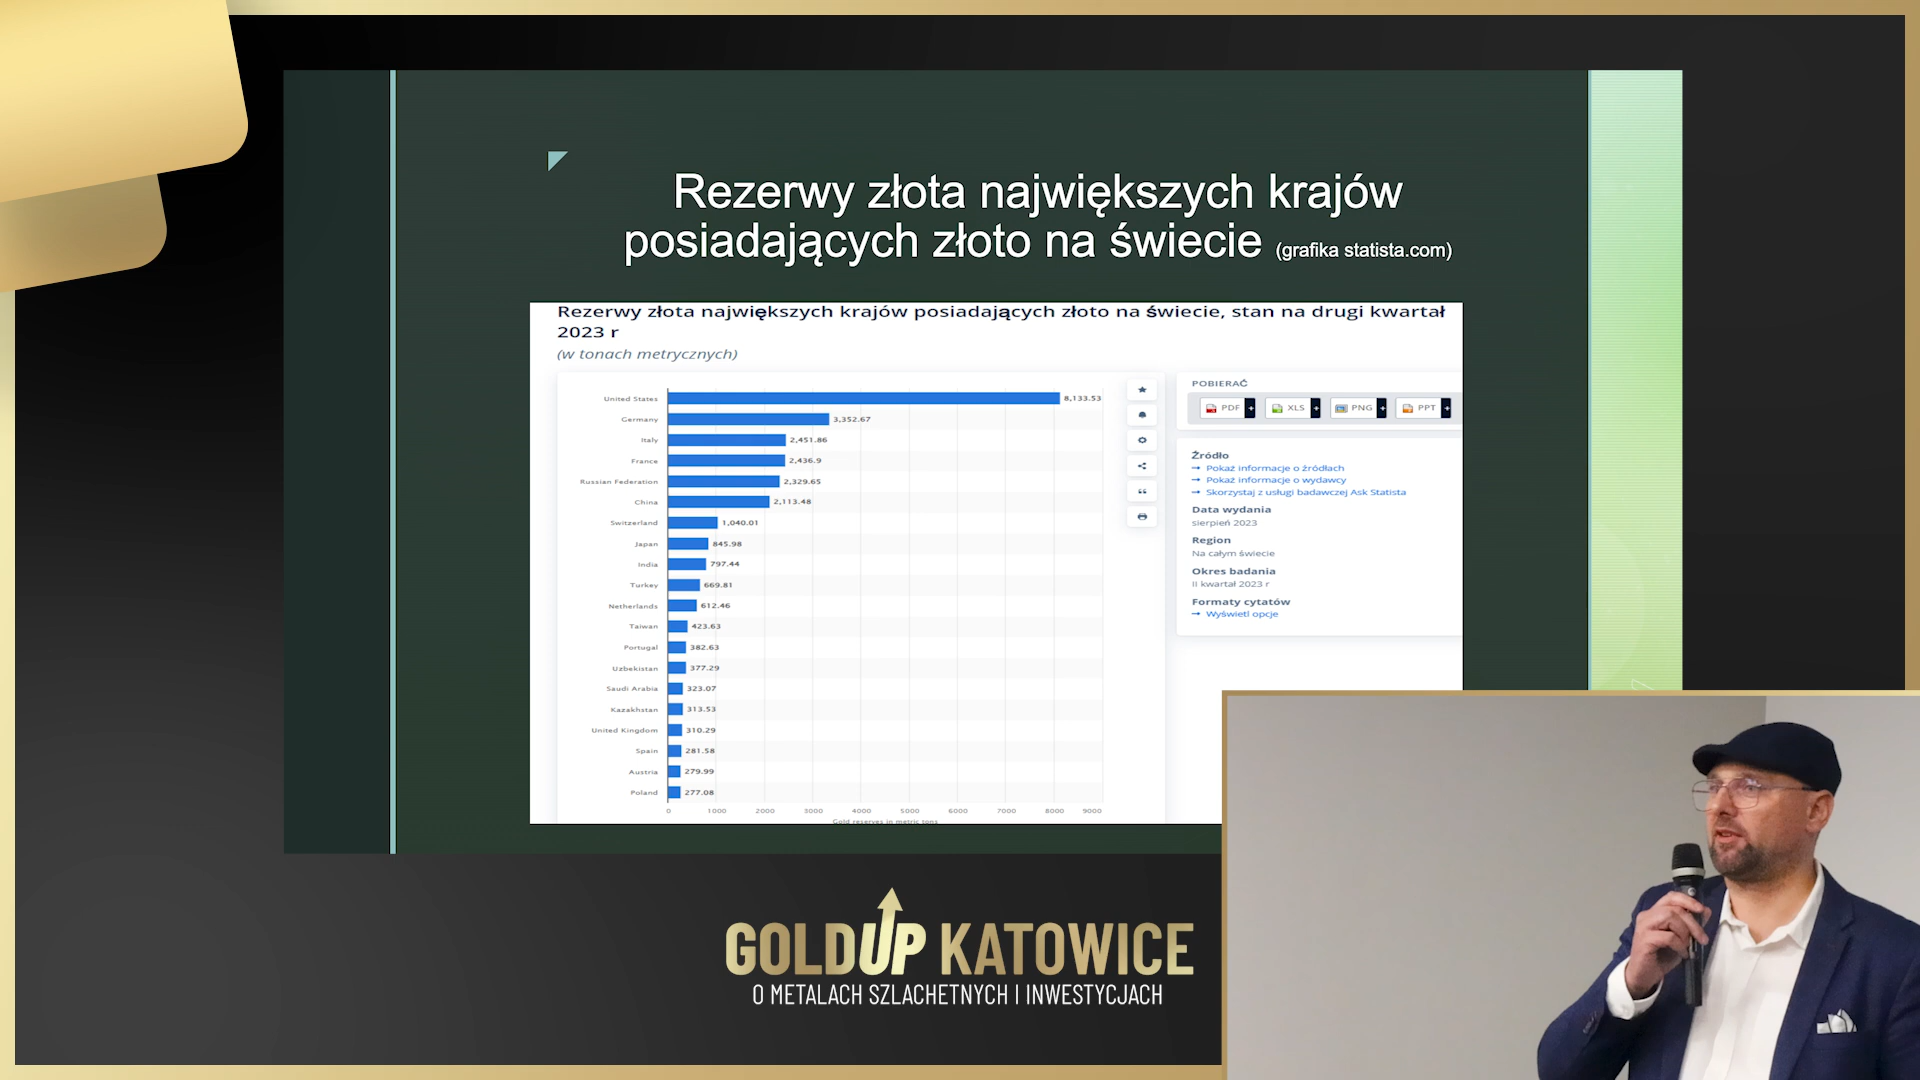 Rezerwy złota największych krajów
posiadających złoto na świecie (grafika statista.com)
Rezerwy złota największych krajów posiadających złoto na świecie, stan na drugi kwartał
2023 r
(w tonach metrycznych)
United States 8,133.53
Germany 3,352.67
Italy 2,451.86
France 2,436.9
Russian Federation 2,329.65
China 2,113.48
Switzerland 1,040.01
Japan 845.98
India 797.44
Turkey 669.81
Netherlands 612.46
Taiwan 423.63
Portugal 382.63
Uzbekistan 377.29
Saudi Arabia 323.07
Kazakhstan 313.53
United Kingdom 310.29
Spain 281.58
Austria 279.99
Poland 277.08
0 1000 2000 3000 4000 5000 6000 7000 8000 9000
Gold reserves in metric tons
POBIERAĆ
PDF + XLS + PNG + PPT +
Źródło
→ Pokaż informacje o źródłach
→ Pokaż informacje o wydawcy
→ Skorzystaj z usługi badawczej Ask Statista
Data wydania
sierpień 2023
Region
Na całym świecie
Okres badania
II kwartał 2023 r
Formaty cytatów
→ Wyświetl opcje
GOLDUP KATOWICE
O METALACH SZLACHETNYCH I INWESTYCJACH